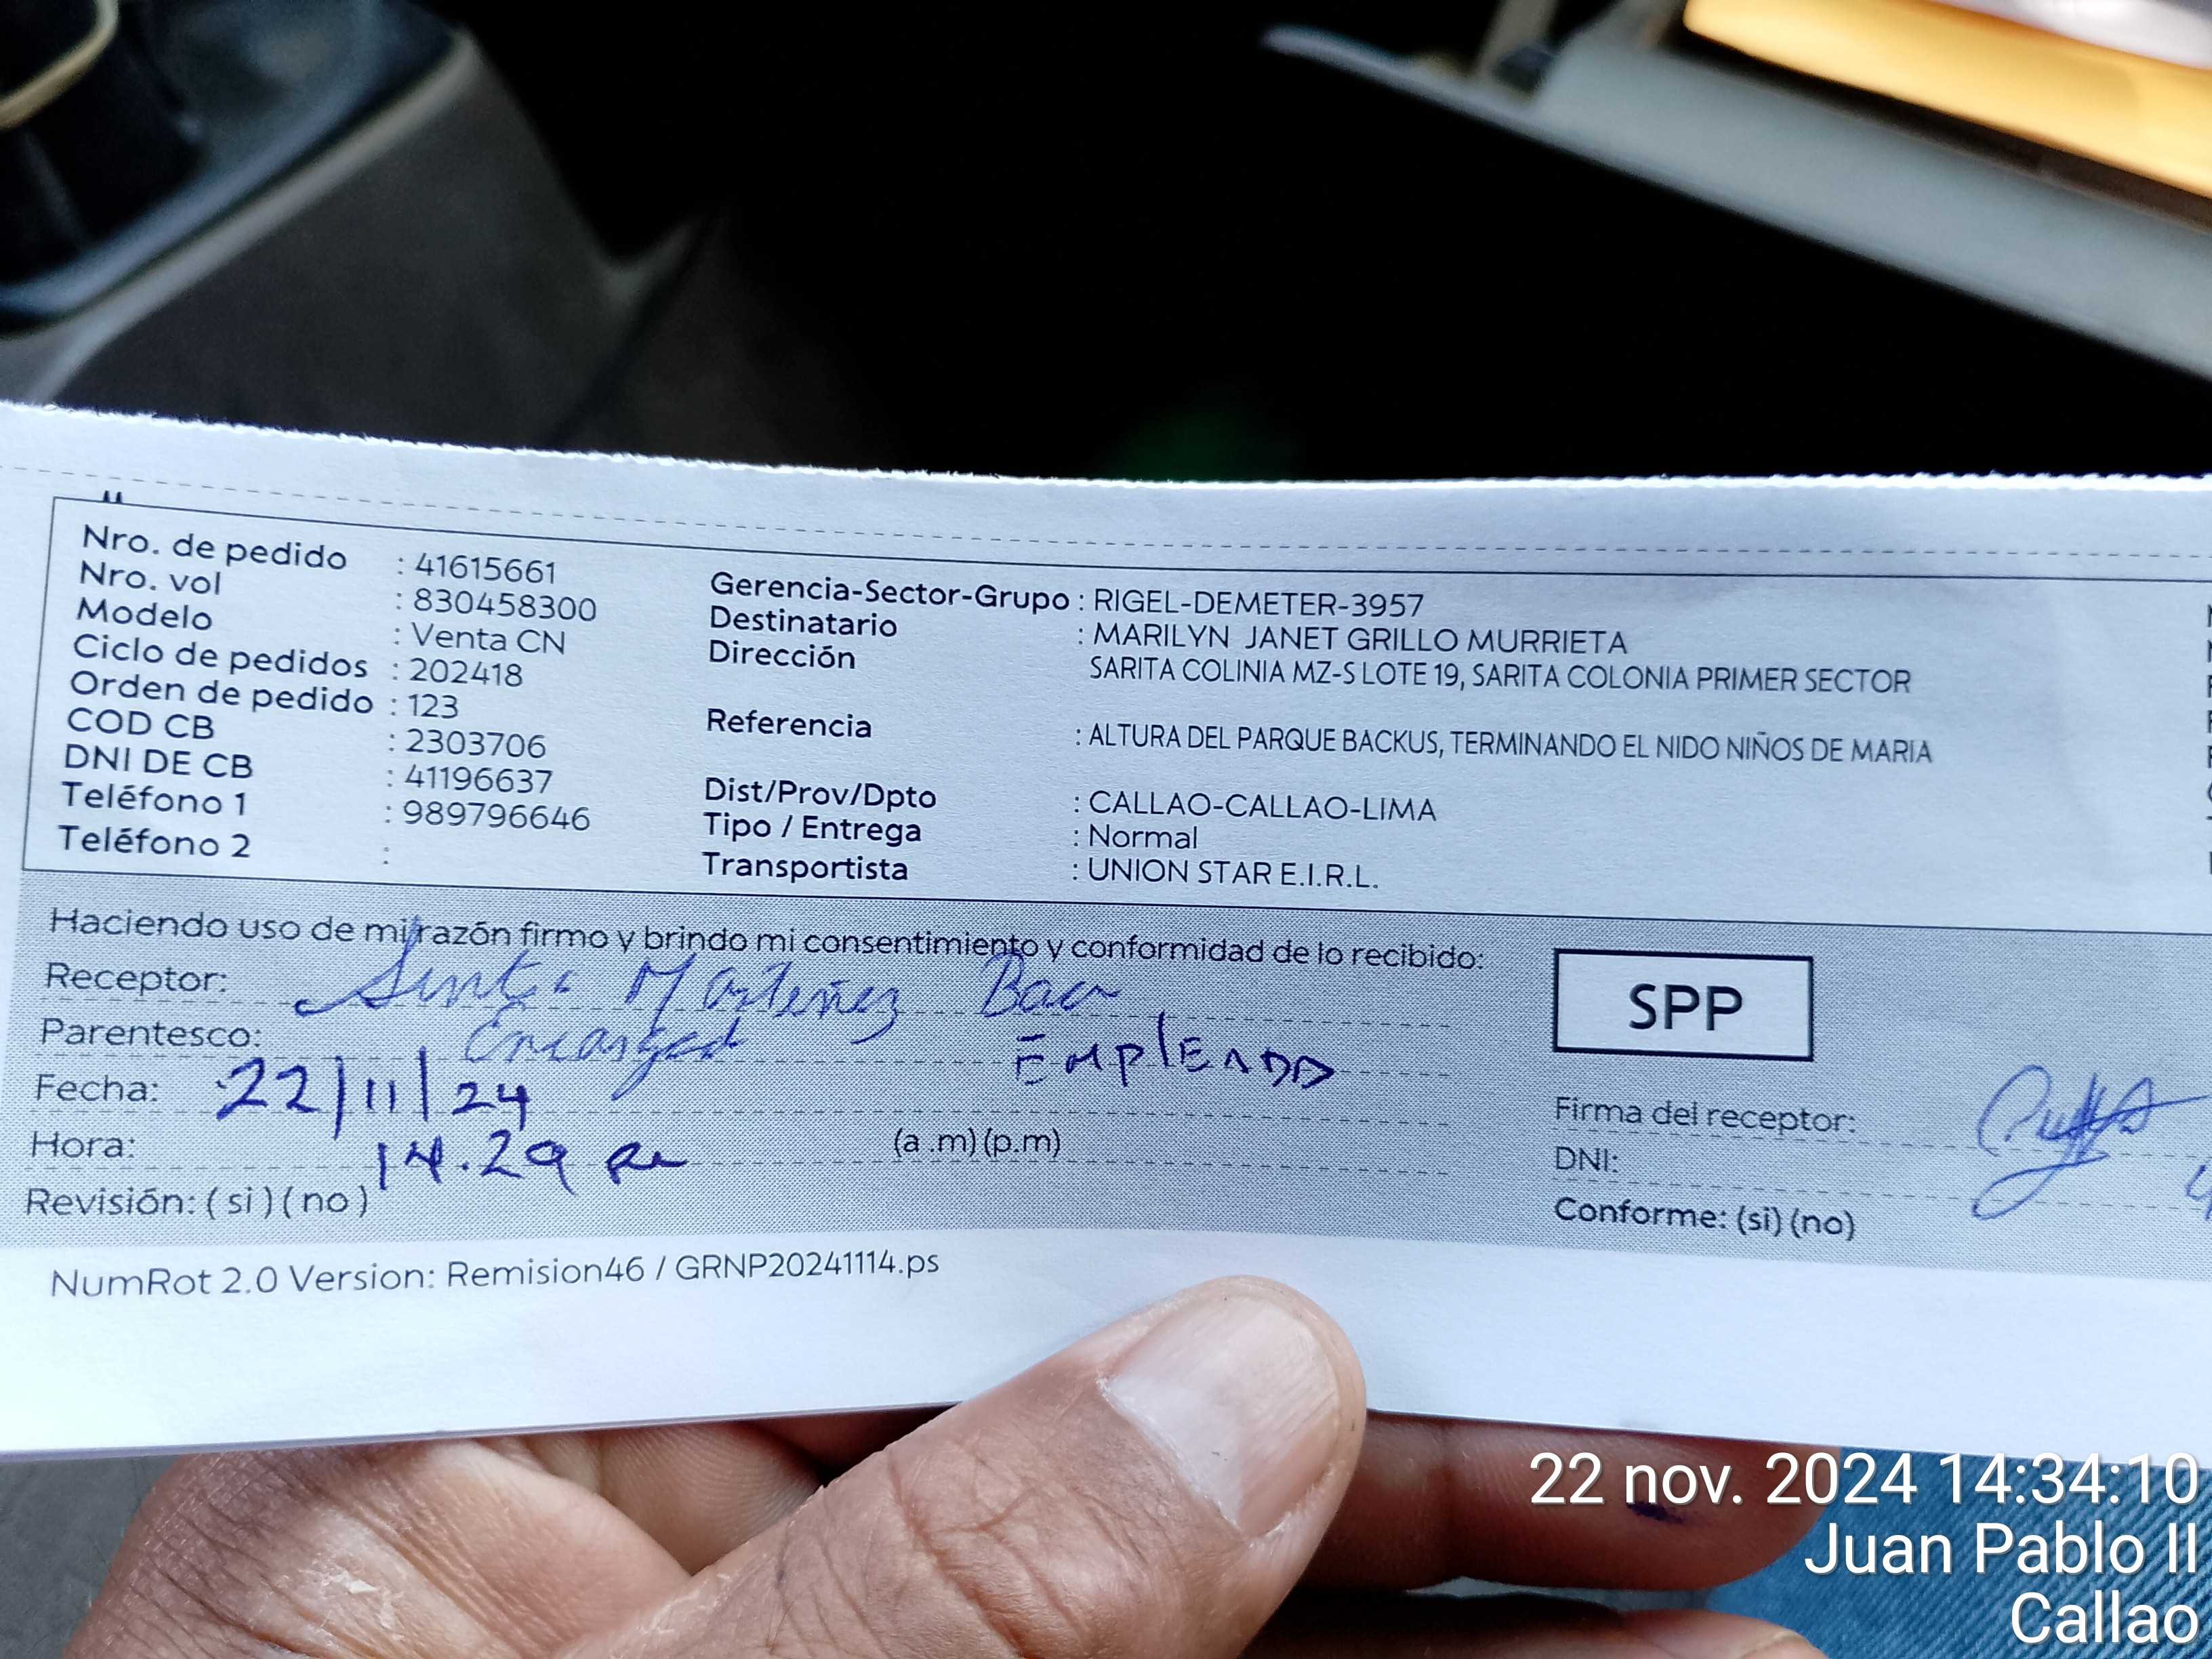 Nro. de pedido : 41615661
Nro. vol : 830458300
Modelo : Venta CN
Ciclo de pedidos : 202418
Orden de pedido : 123
COD CB : 2303706
DNI DE CB : 41196637
Teléfono 1 : 989796646
Teléfono 2 :
Gerencia-Sector-Grupo : RIGEL-DEMETER-3957
Destinatario : MARILYN JANET GRILLO MURRIETA
Dirección SARITA COLINIA MZ-S LOTE 19, SARITA COLONIA PRIMER SECTOR
Referencia : ALTURA DEL PARQUE BACKUS, TERMINANDO EL NIDO NIÑOS DE MARIA
Dist/Prov/Dpto : CALLAO-CALLAO-LIMA
Tipo / Entrega : Normal
Transportista : UNION STAR E.I.R.L.
Haciendo uso de mi razón firmo y brindo mi consentimiento y conformidad de lo recibido:
Receptor:
Parentesco: EMPLEADO
Fecha: 22/11/24
Hora: 14.29 (a .m) (p.m)
Revisión: ( si ) ( no )
SPP
Firma del receptor:
DNI:
Conforme: (si) (no)
NumRot 2.0 Version: Remision46 / GRNP20241114.ps
22 nov. 2024 14:34:10
Juan Pablo II
Callao